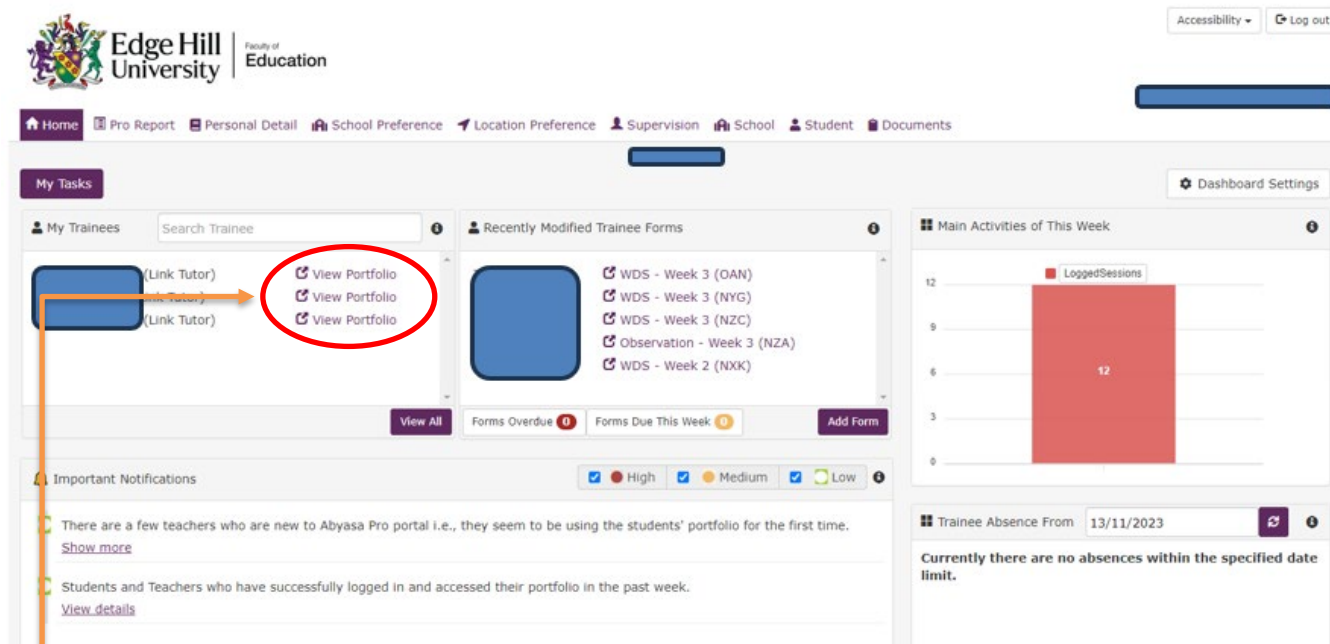 Accessibility
Log out
Edge Hill University
Faculty of Education
Home Pro Report Personal Detail School Preference Location Preference Supervision School Student Documents
My Tasks
Dashboard Settings
My Trainees
Search Trainee
(Link Tutor) View Portfolio
View Portfolio
(Link Tutor) View Portfolio
View All
Recently Modified Trainee Forms
WDS - Week 3 (OAN)
WDS - Week 3 (NYG)
WDS - Week 3 (NZC)
Observation - Week 3 (NZA)
WDS - Week 2 (NXK)
Forms Overdue 0 Forms Due This Week 0 Add Form
Main Activities of This Week
LoggedSessions
12
9
6
3
0
12
Important Notifications
High Medium Low
There are a few teachers who are new to Abyasa Pro portal i.e., they seem to be using the students' portfolio for the first time.
Show more
Students and Teachers who have successfully logged in and accessed their portfolio in the past week.
View details
Trainee Absence From 13/11/2023
Currently there are no absences within the specified date
limit.